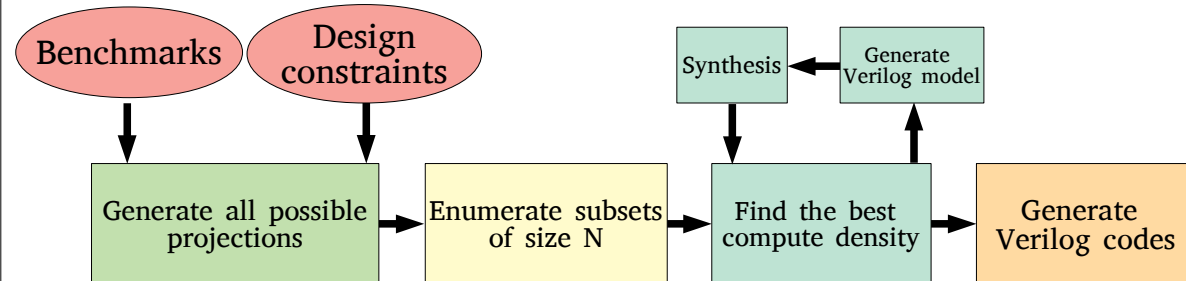 Benchmarks
Design
constraints
Synthesis
Generate
Verilog model
Generate all possible
projections
Enumerate subsets
of size N
Find the best
compute density
Generate
Verilog codes